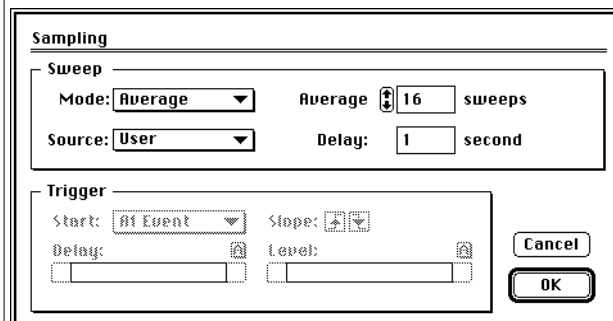 Sampling
Sweep
Mode: Average Average 16 sweeps
Source: User Delay: 1 second
Trigger
Start: A1 Event Slope:
Delay: A Level: A
Cancel
OK